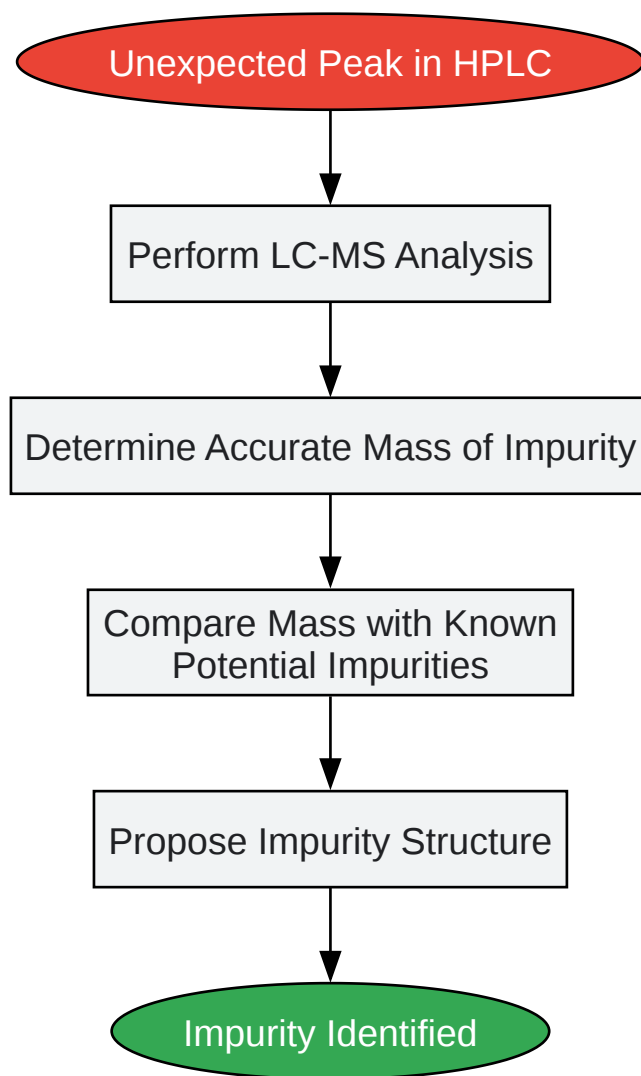 Unexpected Peak in HPLC
Perform LC-MS Analysis
Determine Accurate Mass of Impurity
Compare Mass with Known
Potential Impurities
Propose Impurity Structure
Impurity Identified